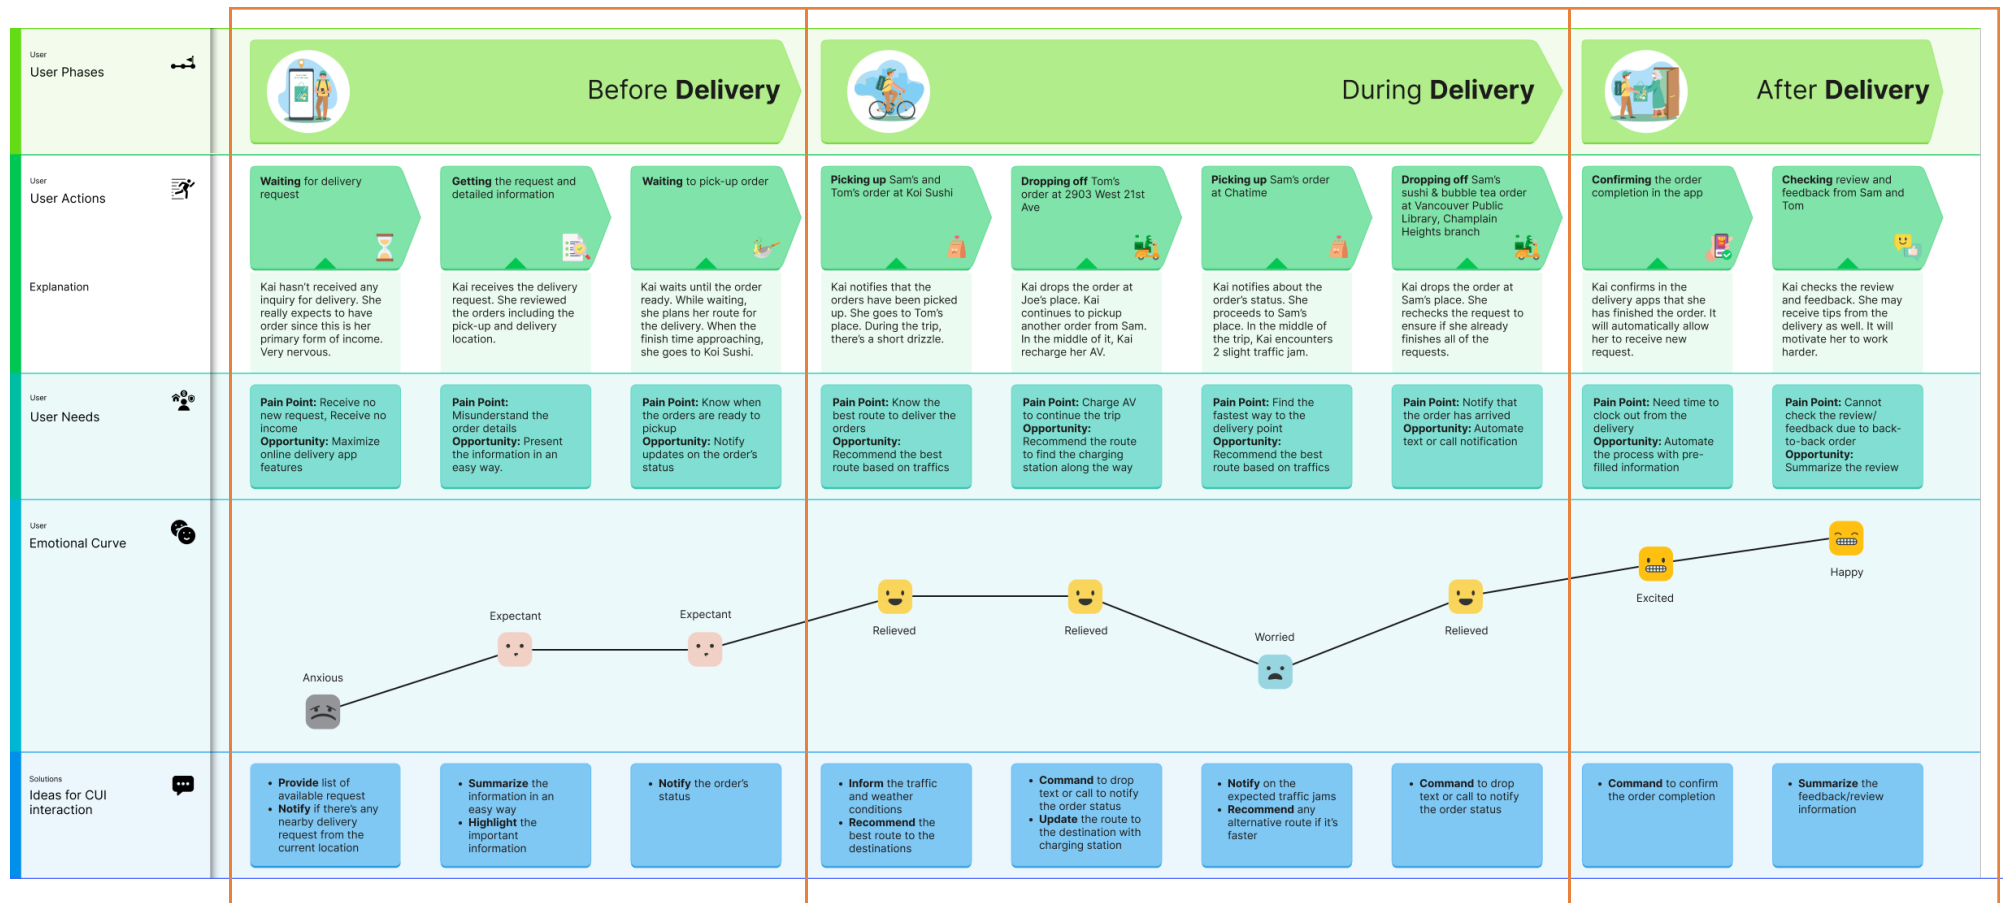 User
User Phases
Before Delivery
During Delivery
After Delivery
User
User Actions
Waiting for delivery
request
Getting the request and
detailed information
Waiting to pick-up order
Picking up Sam's and
Tom's order at Koi Sushi
Dropping off Tom's
order at 2903 West 21st
Ave
Picking up Sam's order
at Chatime
Dropping off Sam's
sushi & bubble tea order
at Vancouver Public
Library, Champlain
Heights branch
Confirming the order
completion in the app
Checking review and
feedback from Sam and
Tom
Explanation
Kai hasn't received any
inquiry for delivery. She
really expects to have
order since this is her
primary form of income.
Very nervous.
Kai receives the delivery
request. She reviewed
the orders including the
pick-up and delivery
location.
Kai waits until the order
ready. While waiting,
she plans her route for
the delivery. When the
finish time approaching,
she goes to Koi Sushi.
Kai notifies that the
orders have been picked
up. She goes to Tom's
place. During the trip,
there's a short drizzle.
Kai drops the order at
Joe's place. Kai
continues to pickup
another order from Sam.
In the middle of it, Kai
recharge her AV.
Kai notifies about the
order's status. She
proceeds to Sam's
place. In the middle of
the trip, Kai encounters
2 slight traffic jam.
Kai drops the order at
Sam's place. She
rechecks the request to
ensure if she already
finishes all of the
requests.
Kai confirms in the
delivery apps that she
has finished the order. It
will automatically allow
her to receive new
request.
Kai checks the review
and feedback. She may
receive tips from the
delivery as well. It will
motivate her to work
harder.
User
User Needs
Pain Point: Receive no
new request, Receive no
income
Opportunity: Maximize
online delivery app
features
Pain Point:
Misunderstand the
order details
Opportunity: Present
the information in an
easy way.
Pain Point: Know when
the orders are ready to
pickup
Opportunity: Notify
updates on the order's
status
Pain Point: Know the
best route to deliver the
orders
Opportunity:
Recommend the best
route based on traffics
Pain Point: Charge AV
to continue the trip
Opportunity:
Recommend the route
to find the charging
station along the way
Pain Point: Find the
fastest way to the
delivery point
Opportunity:
Recommend the best
route based on traffics
Pain Point: Notify that
the order has arrived
Opportunity: Automate
text or call notification
Pain Point: Need time to
clock out from the
delivery
Opportunity: Automate
the process with pre-
filled information
Pain Point: Cannot
check the review/
feedback due to back-
to-back order
Opportunity:
Summarize the review
User
Emotional Curve
Anxious
Expectant
Expectant
Relieved
Relieved
Worried
Relieved
Excited
Happy
Solutions
Ideas for CUI
interaction
• Provide list of
available request
• Notify if there's any
nearby delivery
request from the
current location
• Summarize the
information in an
easy way
• Highlight the
important
information
• Notify the order's
status
• Inform the traffic
and weather
conditions
• Recommend the
best route to the
destinations
• Command to drop
text or call to notify
the order status
• Update the route to
the destination with
charging station
• Notify on the
expected traffic jams
• Recommend any
alternative route if it's
faster
• Command to drop
text or call to notify
the order status
• Command to confirm
the order completion
• Summarize the
feedback/review
information